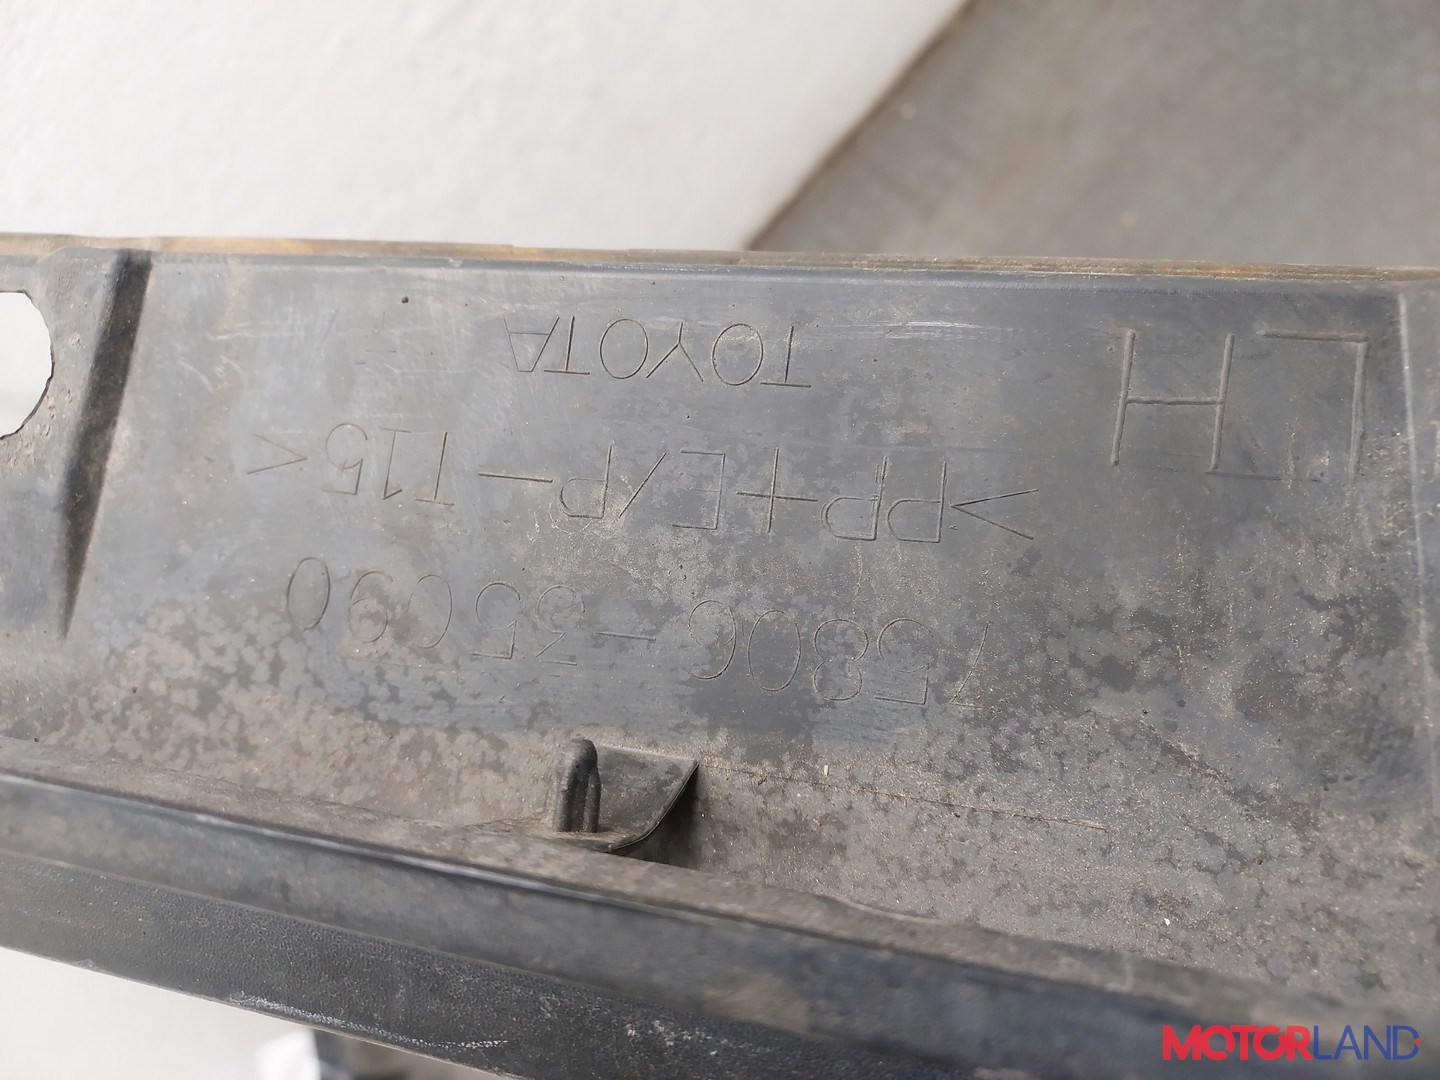 75806-35090
>PP+E/P-T15<
TOYOTA
LH
MOTORLAND